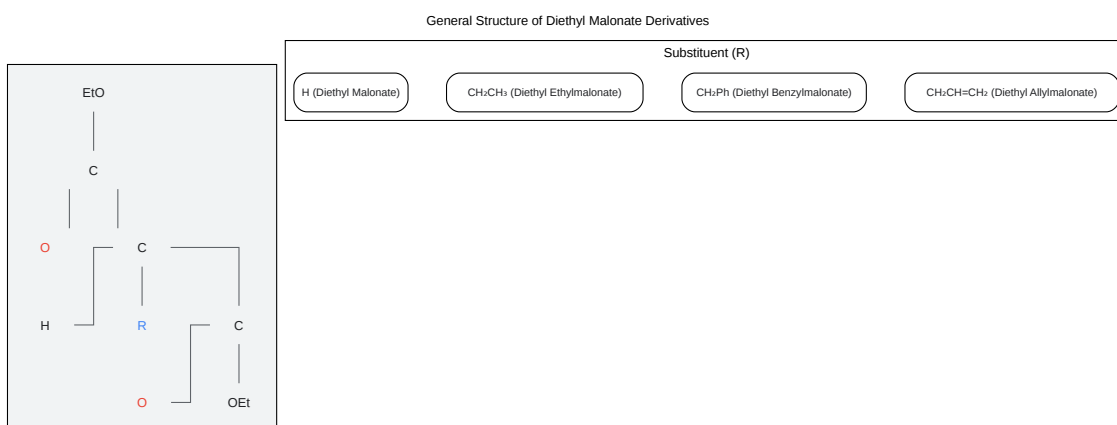 General Structure of Diethyl Malonate Derivatives
Substituent (R)
H (Diethyl Malonate)
CH₂CH₃ (Diethyl Ethylmalonate)
CH₂Ph (Diethyl Benzylmalonate)
CH₂CH=CH₂ (Diethyl Allylmalonate)
EtO
C
O
C
H
R
C
O
OEt